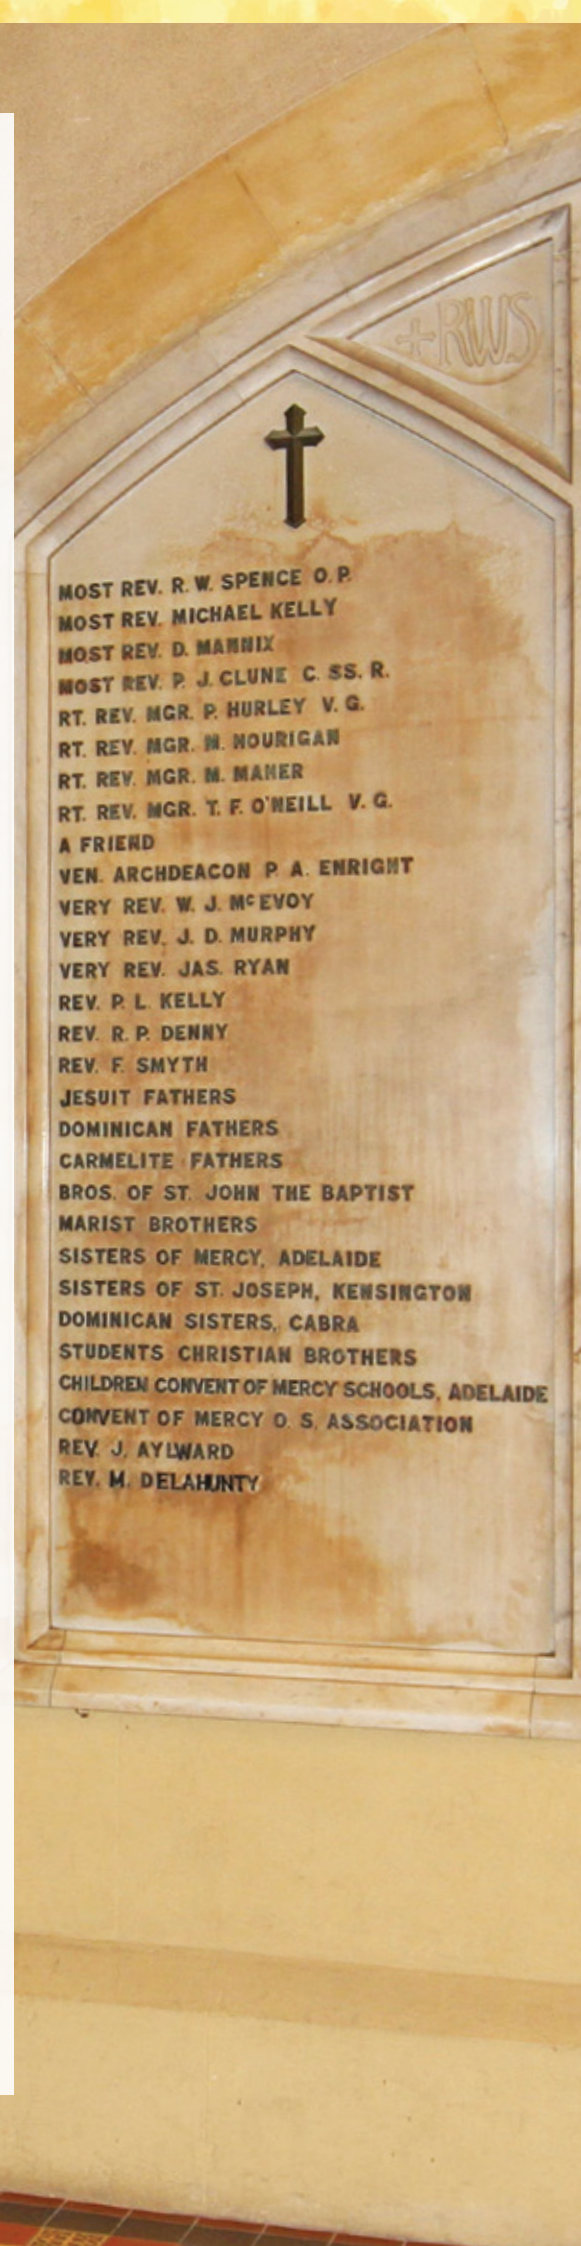 +RWS
MOST REV. R. W. SPENCE O. P.
MOST REV. MICHAEL KELLY
MOST REV. D. MANNIX
MOST REV. P. J. CLUNE C. SS. R.
RT. REV. MGR. P. HURLEY V. G.
RT. REV. MGR. M. HOURIGAN
RT. REV. MGR. M. MAHER
RT. REV. MGR. T. F. O'NEILL V. G.
A FRIEND
VEN. ARCHDEACON P. A. ENRIGHT
VERY REV. W. J. McEVOY
VERY REV. J. D. MURPHY
VERY REV. JAS. RYAN
REV. P. L. KELLY
REV. R. P. DENNY
REV. F. SMYTH
JESUIT FATHERS
DOMINICAN FATHERS
CARMELITE FATHERS
BROS. OF ST. JOHN THE BAPTIST
MARIST BROTHERS
SISTERS OF MERCY, ADELAIDE
SISTERS OF ST. JOSEPH, KENSINGTON
DOMINICAN SISTERS, CABRA
STUDENTS CHRISTIAN BROTHERS
CHILDREN CONVENT OF MERCY SCHOOLS, ADELAIDE
CONVENT OF MERCY O. S. ASSOCIATION
REV. J. AYLWARD
REV. M. DELAHUNTY